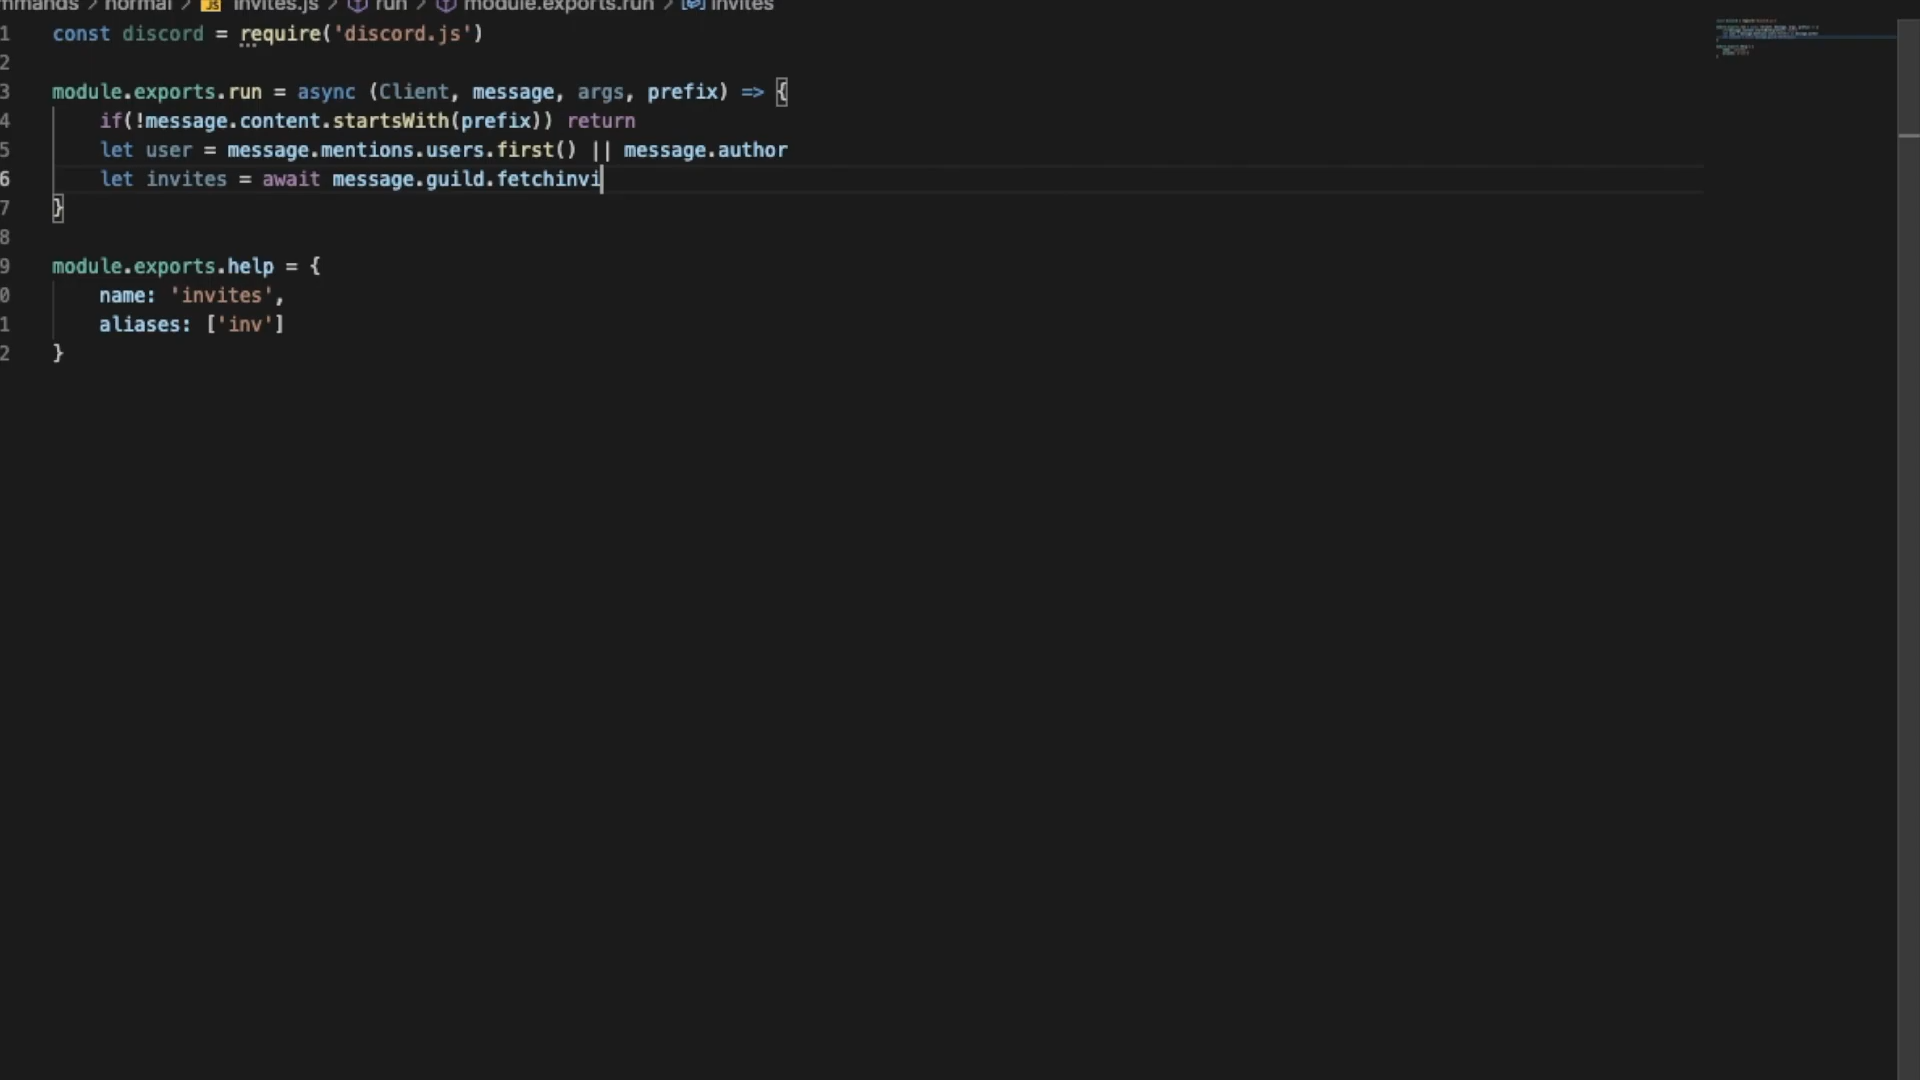 mmands > normal > JS invites.js > run > module.exports.run > invites
1 const discord = require('discord.js')
2
3 module.exports.run = async (Client, message, args, prefix) => {
4 if(!message.content.startsWith(prefix)) return
5 let user = message.mentions.users.first() || message.author
6 let invites = await message.guild.fetchinvi
7 }
8
9 module.exports.help = {
0 name: 'invites',
1 aliases: ['inv']
2 }